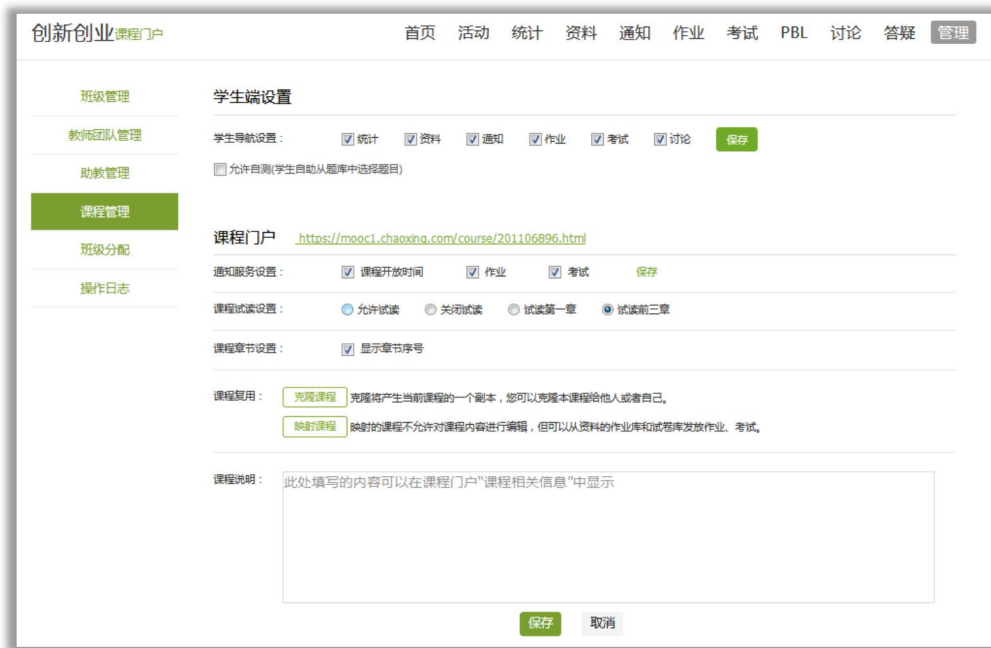 创新创业课程门户 首页 活动 统计 资料 通知 作业 考试 PBL 讨论 答疑 管理
班级管理
教师团队管理
助教管理
课程管理
班级分配
操作日志
学生端设置
学生导航设置： 统计 资料 通知 作业 考试 讨论 保存
允许自测(学生自助从题库中选择题目)
课程门户 https://mooc1.chaoxing.com/course/201106896.html
通知服务设置： 课程开放时间 作业 考试 保存
课程试读设置： 允许试读 关闭试读 试读第一章 试读前三章
课程章节设置： 显示章节序号
课程复用： 克隆课程 克隆将产生当前课程的一个副本，您可以克隆本课程给他人或者自己。
映射课程 映射的课程不允许对课程内容进行编辑，但可以从资料的作业库和试卷库发放作业、考试。
课程说明： 此处填写的内容可以在课程门户"课程相关信息"中显示
保存 取消